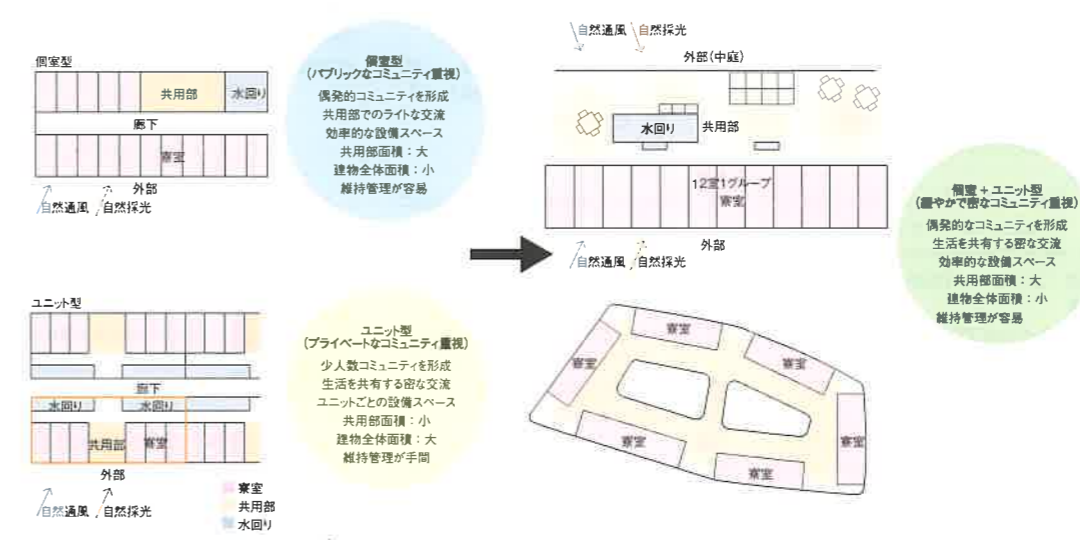 個室型
共用部
水回り
廊下
寮室
外部
自然通風
自然採光
個室型
(パブリックなコミュニティ重視)
偶発的コミュニティを形成
共用部でのライトな交流
効率的な設備スペース
共用部面積：大
建物全体面積：小
維持管理が容易
ユニット型
廊下
水回り
水回り
共用部
寮室
外部
自然通風
自然採光
寮室
共用部
水回り
ユニット型
(プライベートなコミュニティ重視)
少人数コミュニティを形成
生活を共有する密な交流
ユニットごとの設備スペース
共用部面積：小
建物全体面積：大
維持管理が手間
自然通風
自然採光
外部(中庭)
水回り
共用部
12室1グループ
寮室
外部
自然通風
自然採光
寮室
寮室
寮室
寮室
寮室
寮室
個室 + ユニット型
(緩やかで密なコミュニティ重視)
偶発的なコミュニティを形成
生活を共有する密な交流
効率的な設備スペース
共用部面積：大
建物全体面積：小
維持管理が容易